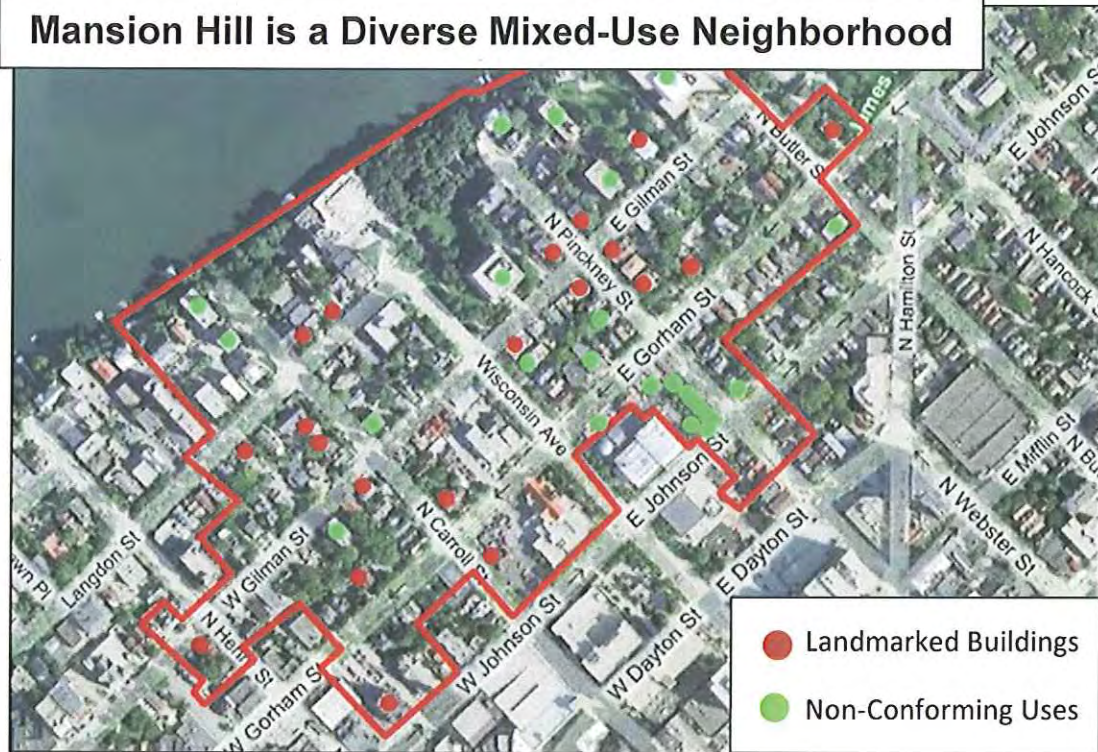 Mansion Hill is a Diverse Mixed-Use Neighborhood
N Butler S
E Johnson St
E Gilman St
N Pinckney St
N Hamilton St
N Hancock
E Gorham St
Wisconsin Ave
E Mifflin St
N Bu
E Johnson St
N Webster St
N Carroll S
Langdon St
W Gilman St
E Dayton St
N Henr St
W Johnson St
W Dayton St
W Gorham S
Landmarked Buildings
Non-Conforming Uses